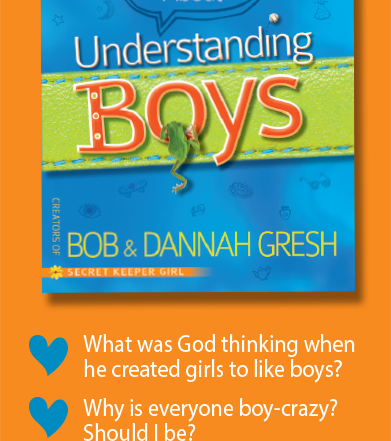 About
Understanding
Boys
CREATORS OF
BOB & DANNAH GRESH
SECRET KEEPER GIRL
What was God thinking when
he created girls to like boys?
Why is everyone boy-crazy?
Should I be?